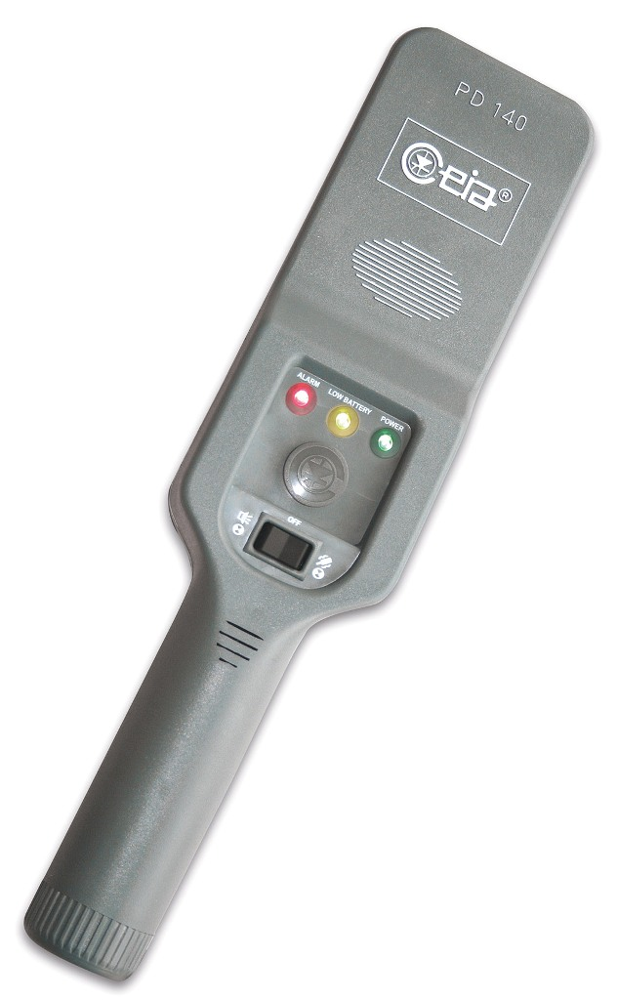 PD 140
Ceia®
ALARM
LOW BATTERY
POWER
OFF